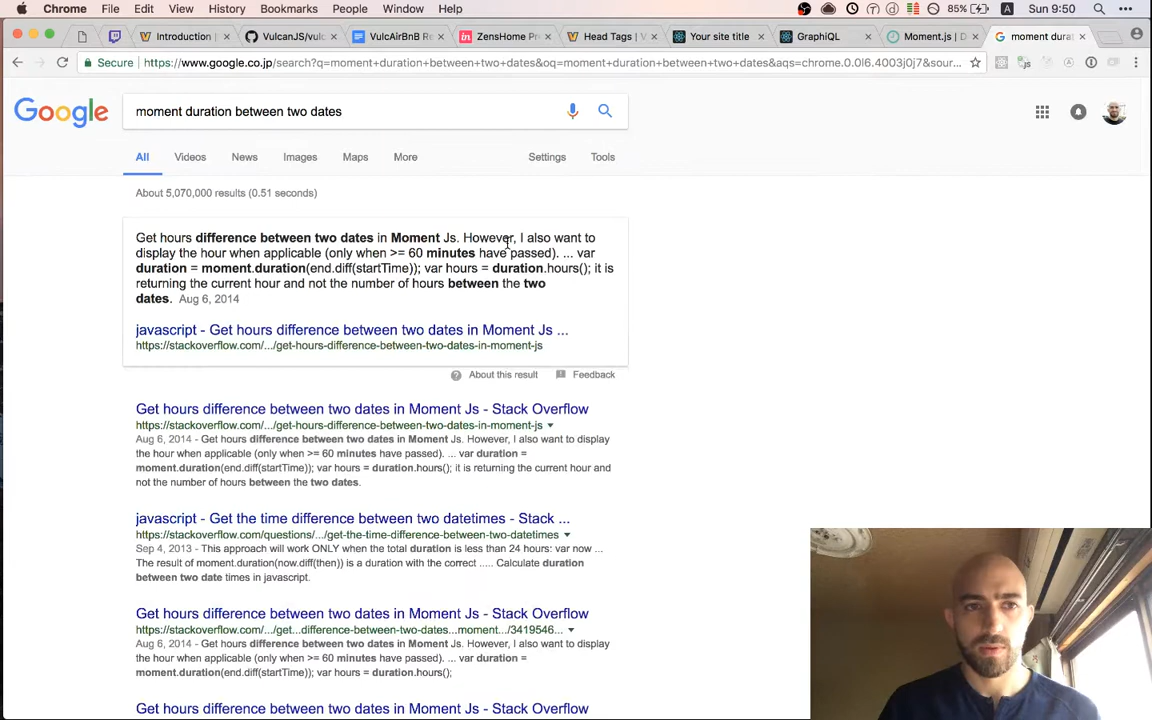 Chrome File Edit View History Bookmarks People Window Help 85% A Sun 9:50
Introduction | VulcanJS/vulc VulcAirBnB Re ZensHome Pr Head Tags | V Your site title GraphiQL Moment.js | D moment durat
Secure | https://www.google.co.jp/search?q=moment+duration+between+two+dates&oq=moment+duration+between+two+dates&aqs=chrome.0.0l6.4003j0j7&sour...
Google moment duration between two dates
All Videos News Images Maps More Settings Tools
About 5,070,000 results (0.51 seconds)
Get hours difference between two dates in Moment Js. However, I also want to
display the hour when applicable (only when >= 60 minutes have passed). ... var
duration = moment.duration(end.diff(startTime)); var hours = duration.hours(); it is
returning the current hour and not the number of hours between the two
dates. Aug 6, 2014
javascript - Get hours difference between two dates in Moment Js ...
https://stackoverflow.com/.../get-hours-difference-between-two-dates-in-moment-js
About this result Feedback
Get hours difference between two dates in Moment Js - Stack Overflow
https://stackoverflow.com/.../get-hours-difference-between-two-dates-in-moment-js
Aug 6, 2014 - Get hours difference between two dates in Moment Js. However, I also want to display
the hour when applicable (only when >= 60 minutes have passed). ... var duration =
moment.duration(end.diff(startTime)); var hours = duration.hours(); it is returning the current hour and
not the number of hours between the two dates.
javascript - Get the time difference between two datetimes - Stack ...
https://stackoverflow.com/questions/.../get-the-time-difference-between-two-datetimes
Sep 4, 2013 - This approach will work ONLY when the total duration is less than 24 hours: var now ...
The result of moment.duration(now.diff(then)) is a duration with the correct ..... Calculate duration
between two date times in javascript.
Get hours difference between two dates in Moment Js - Stack Overflow
https://stackoverflow.com/.../get...difference-between-two-dates...moment.../3419546...
Aug 6, 2014 - Get hours difference between two dates in Moment Js. However, I also want to display
the hour when applicable (only when >= 60 minutes have passed). ... var duration =
moment.duration(end.diff(startTime)); var hours = duration.hours();
Get hours difference between two dates in Moment Js - Stack Overflow